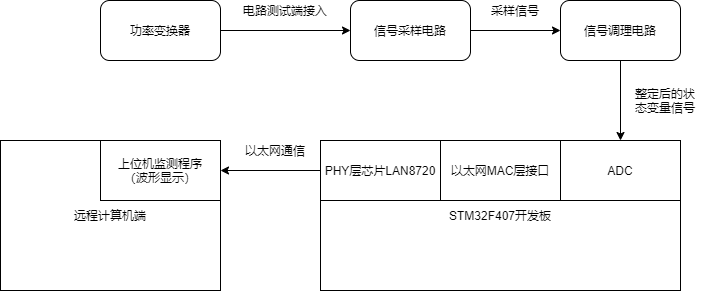 功率变换器
电路测试端接入
信号采样电路
采样信号
信号调理电路
整定后的状
态变量信号
上位机监测程序
（波形显示）
远程计算机端
以太网通信
PHY层芯片LAN8720
以太网MAC层接口
ADC
STM32F407开发板